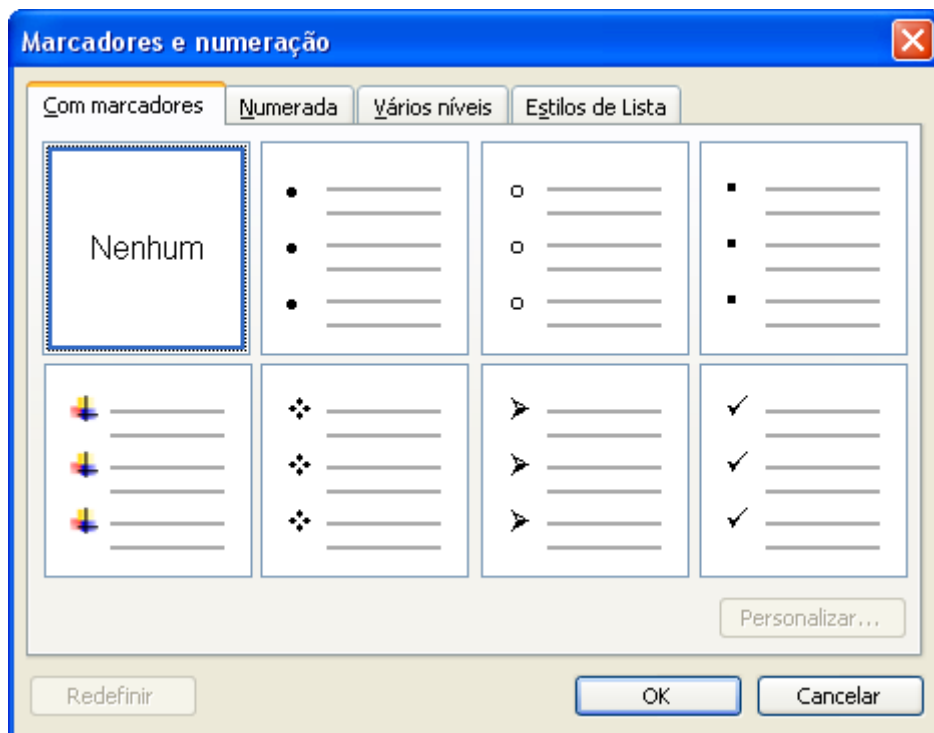 Marcadores e numeração
Com marcadores Numerada Vários níveis Estilos de Lista
Nenhum
Personalizar...
Redefinir OK Cancelar